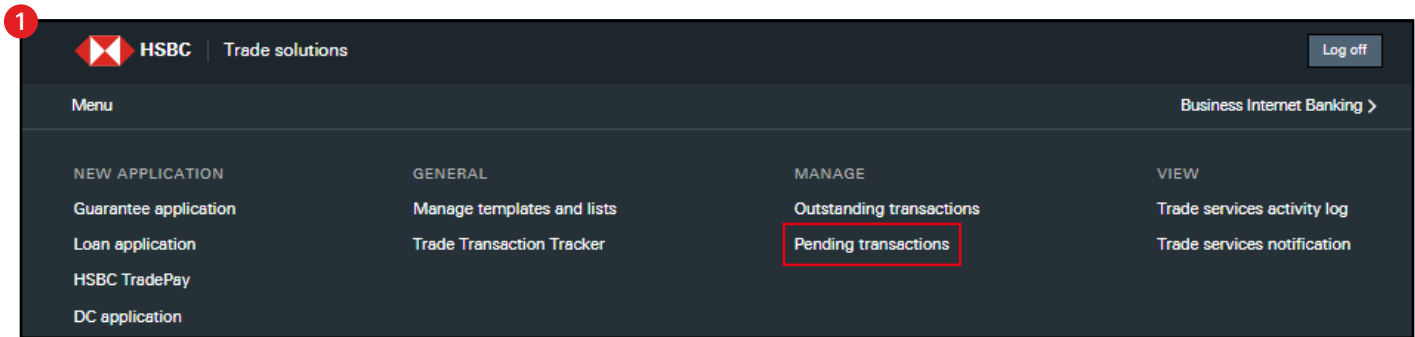 1
HSBC Trade solutions Log off
Menu Business Internet Banking >
NEW APPLICATION GENERAL MANAGE VIEW
Guarantee application Manage templates and lists Outstanding transactions Trade services activity log
Loan application Trade Transaction Tracker Pending transactions Trade services notification
HSBC TradePay
DC application